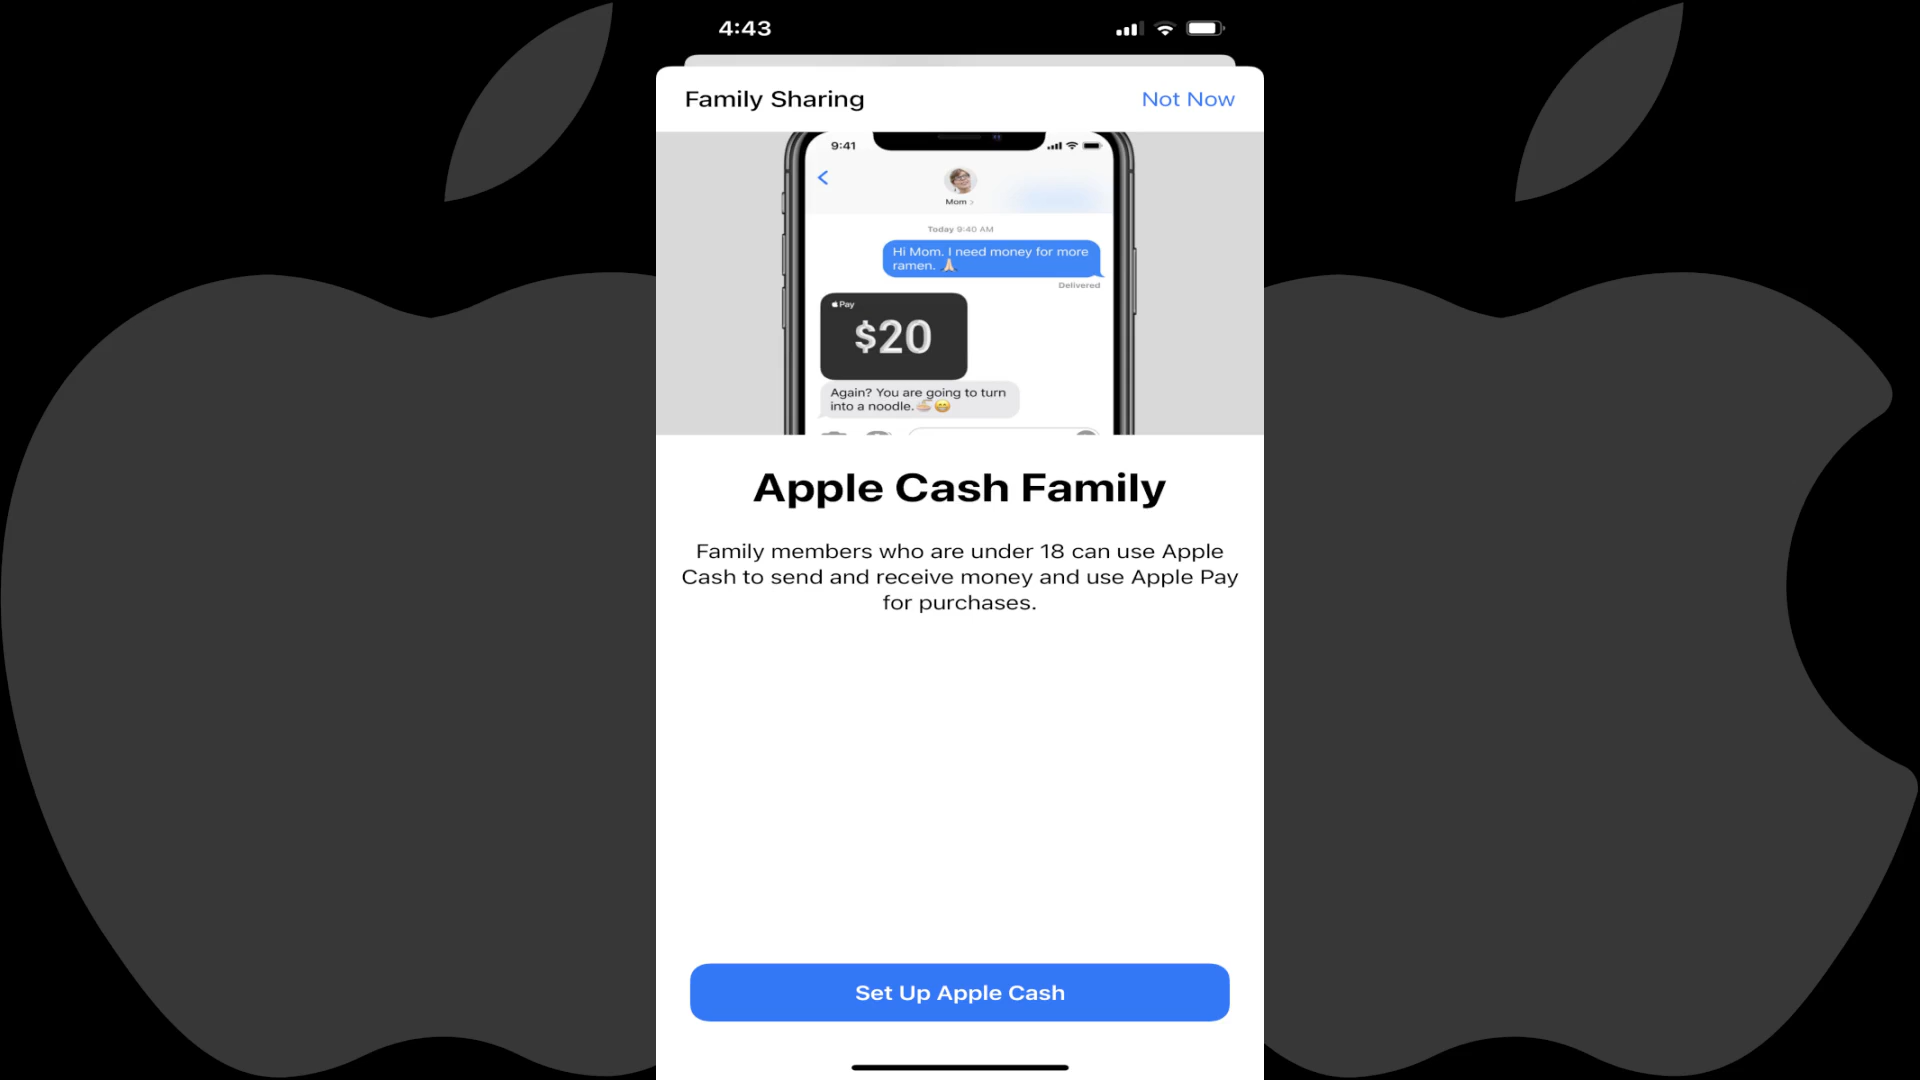 4:43
Family Sharing
Not Now
9:41
Mom >
Today 9:40 AM
Hi Mom. I need money for more
ramen. 🙏🏻
Delivered
Pay
$20
Again? You are going to turn
into a noodle.🍜😁
Apple Cash Family
Family members who are under 18 can use Apple
Cash to send and receive money and use Apple Pay
for purchases.
Set Up Apple Cash